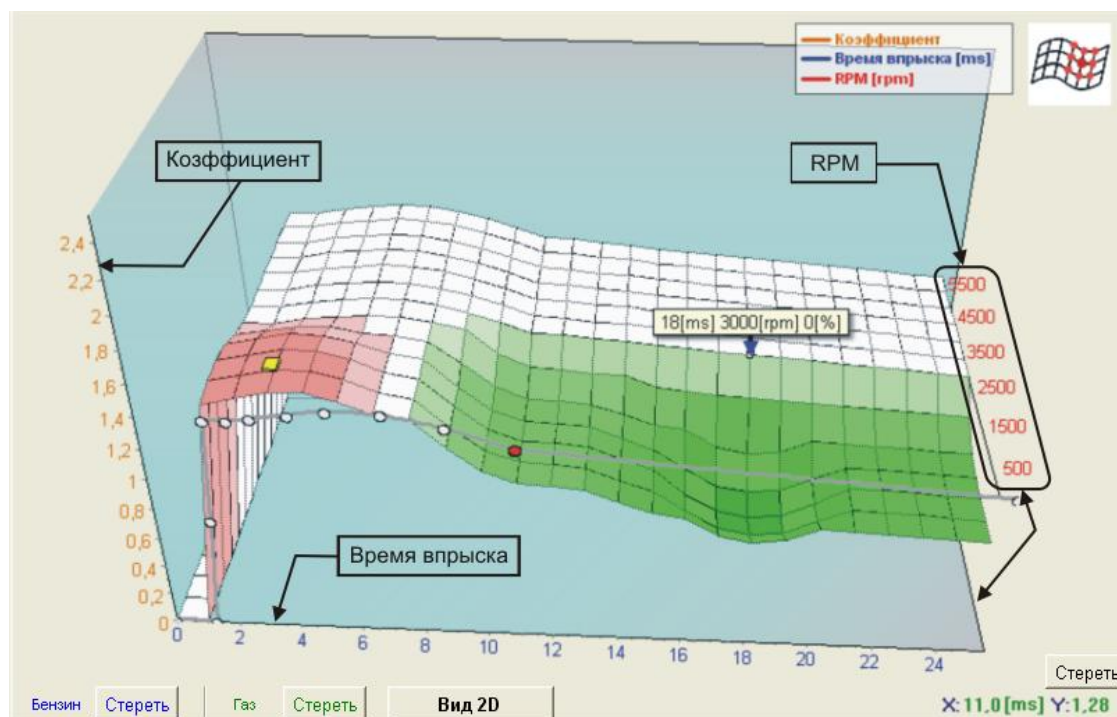 Коэффициент
Время впрыска [ms]
RPM [rpm]
Коэффициент
RPM
2,4
2,2
2
1,8
1,6
1,4
1,2
1
0,8
0,6
0,4
0,2
0
5500
4500
3500
2500
1500
500
18[ms] 3000[rpm] 0[%]
Время впрыска
0 2 4 6 8 10 12 14 16 18 20 22 24
Стереть
Бензин Стереть Газ Стереть Вид 2D X:11,0[ms] Y:1,28